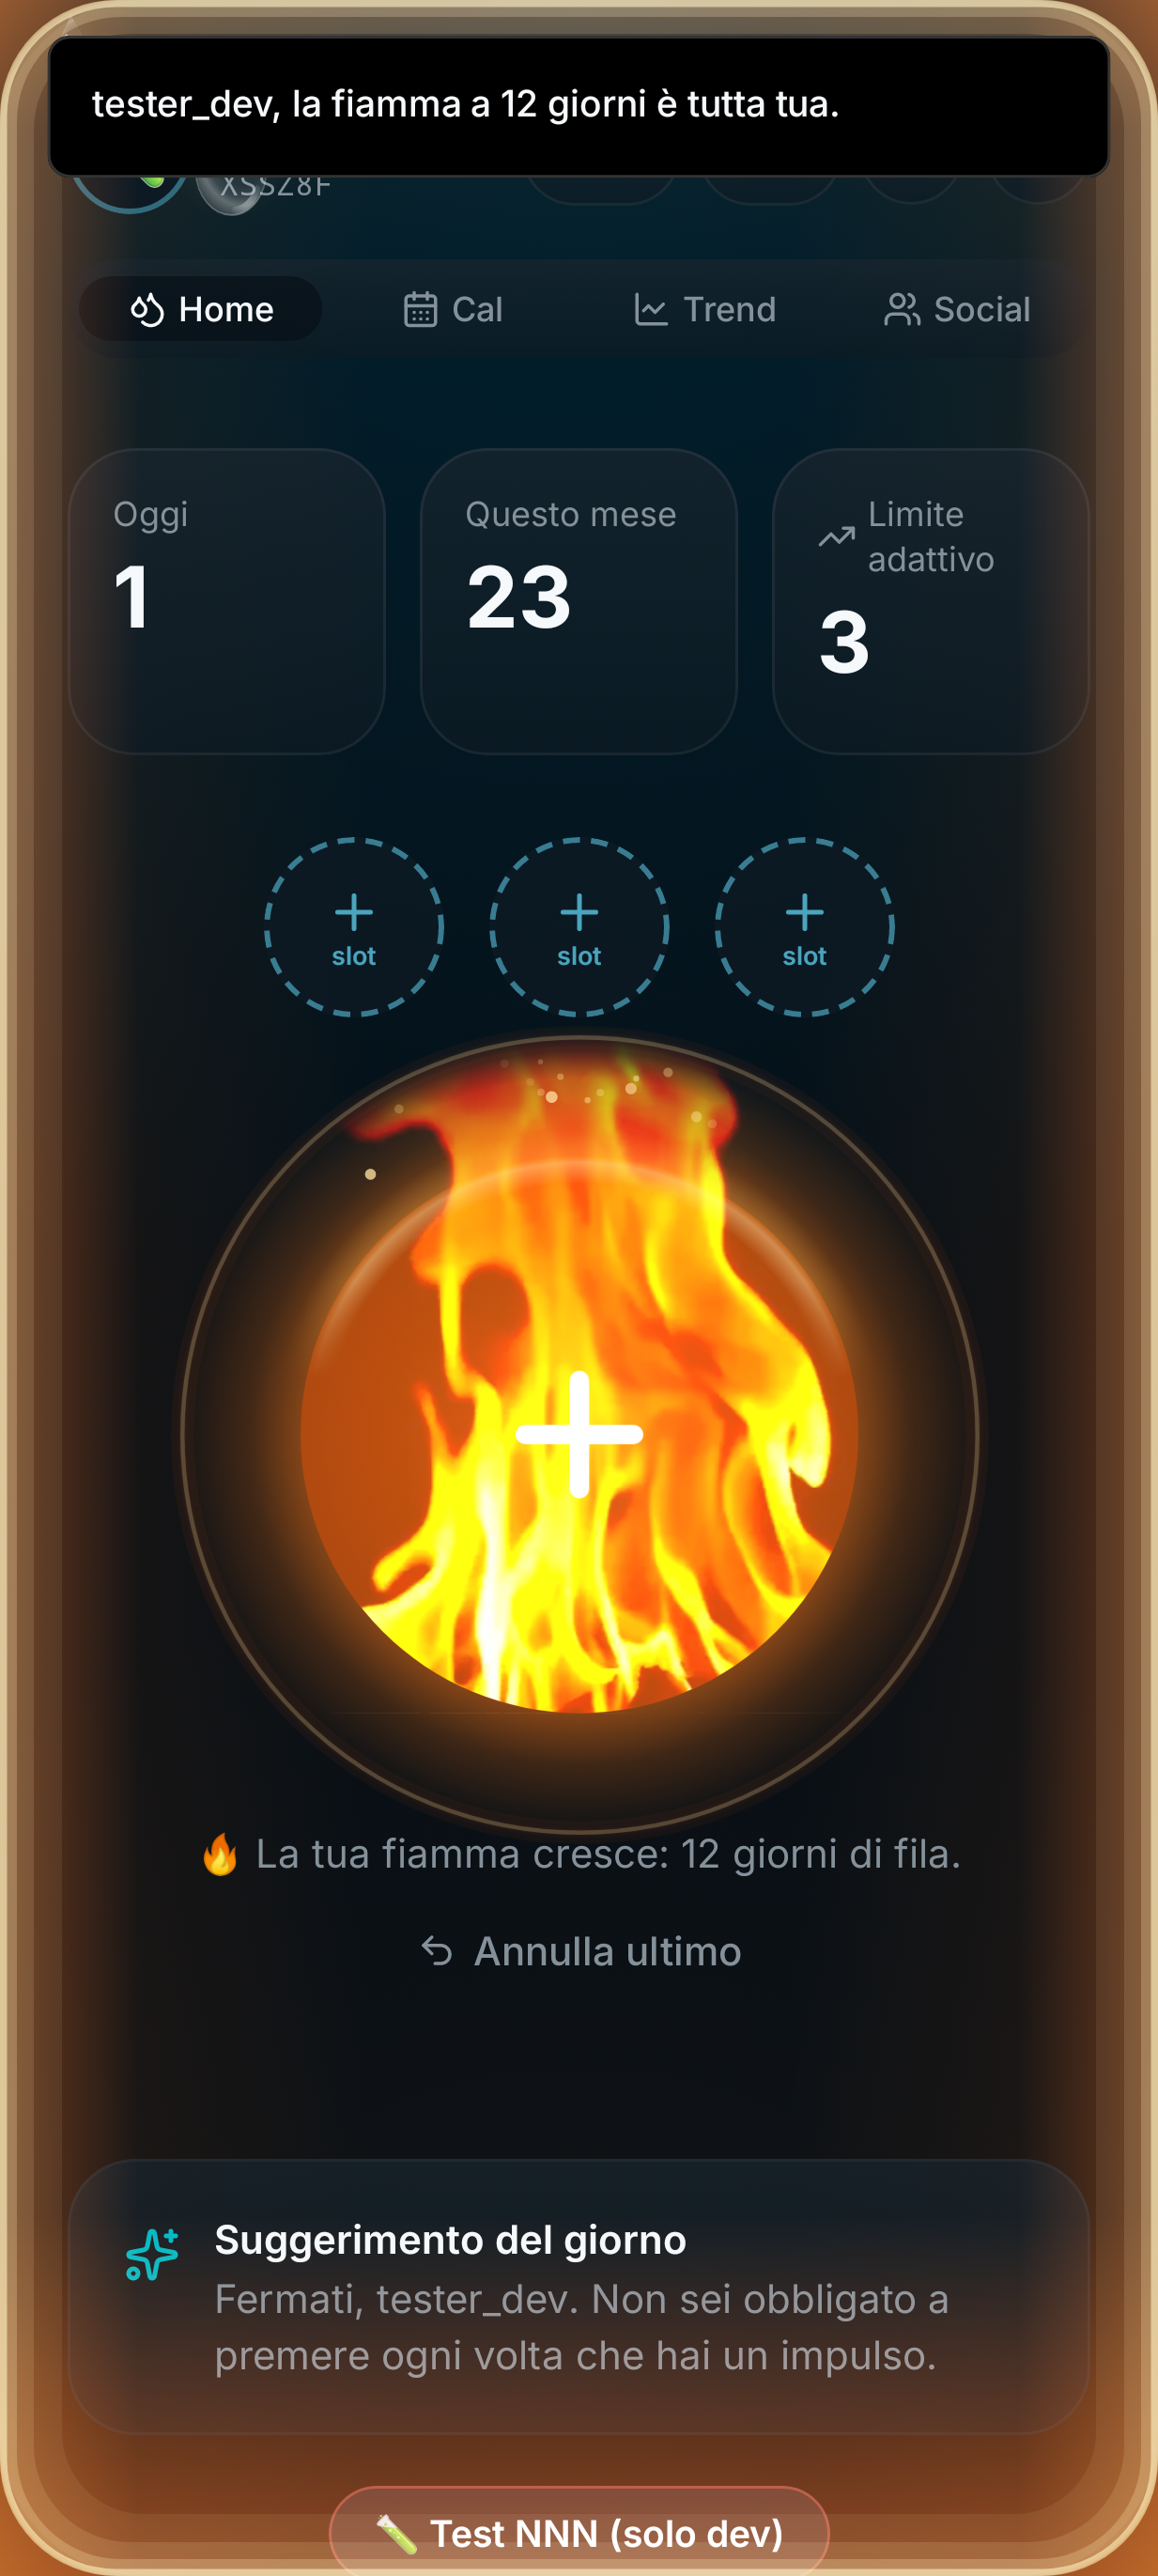 tester_dev, la fiamma a 12 giorni è tutta tua.
XSSZ8F
Home
Cal
Trend
Social
Oggi
1
Questo mese
23
Limite
adattivo
3
slot
slot
slot
🔥 La tua fiamma cresce: 12 giorni di fila.
Annulla ultimo
Suggerimento del giorno
Fermati, tester_dev. Non sei obbligato a
premere ogni volta che hai un impulso.
🧪 Test NNN (solo dev)